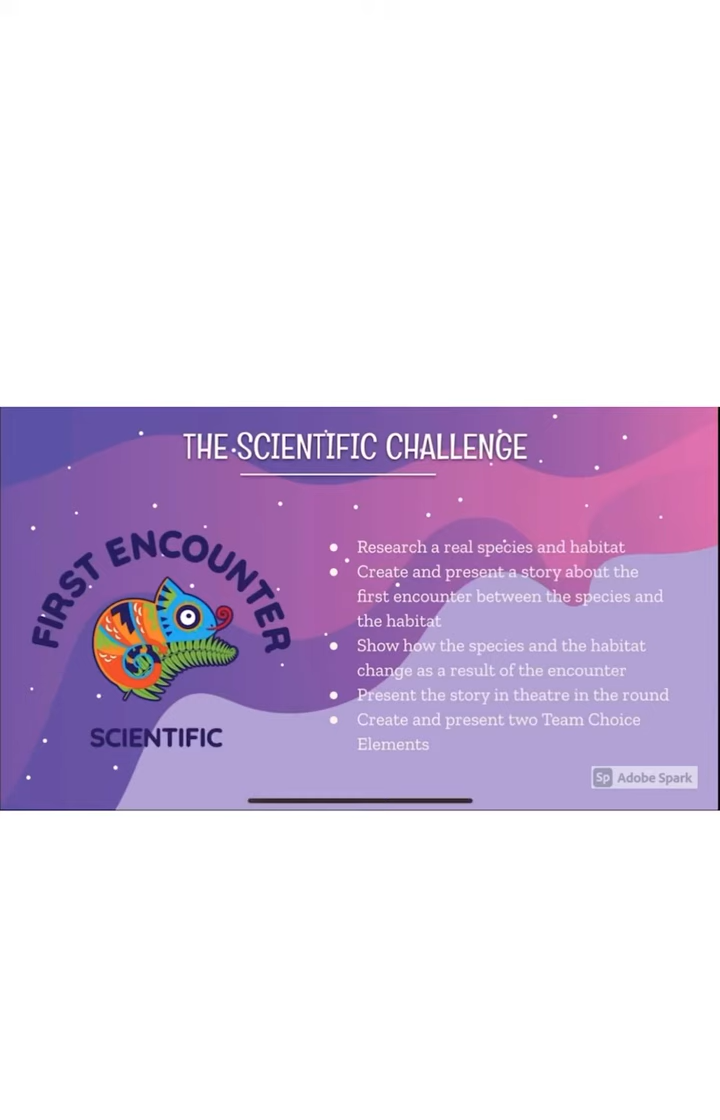 THE SCIENTIFIC CHALLENGE
FIRST ENCOUNTER
SCIENTIFIC
Research a real species and habitat
Create and present a story about the
first encounter between the species and
the habitat
Show how the species and the habitat
change as a result of the encounter
Present the story in theatre in the round
Create and present two Team Choice
Elements
Sp Adobe Spark